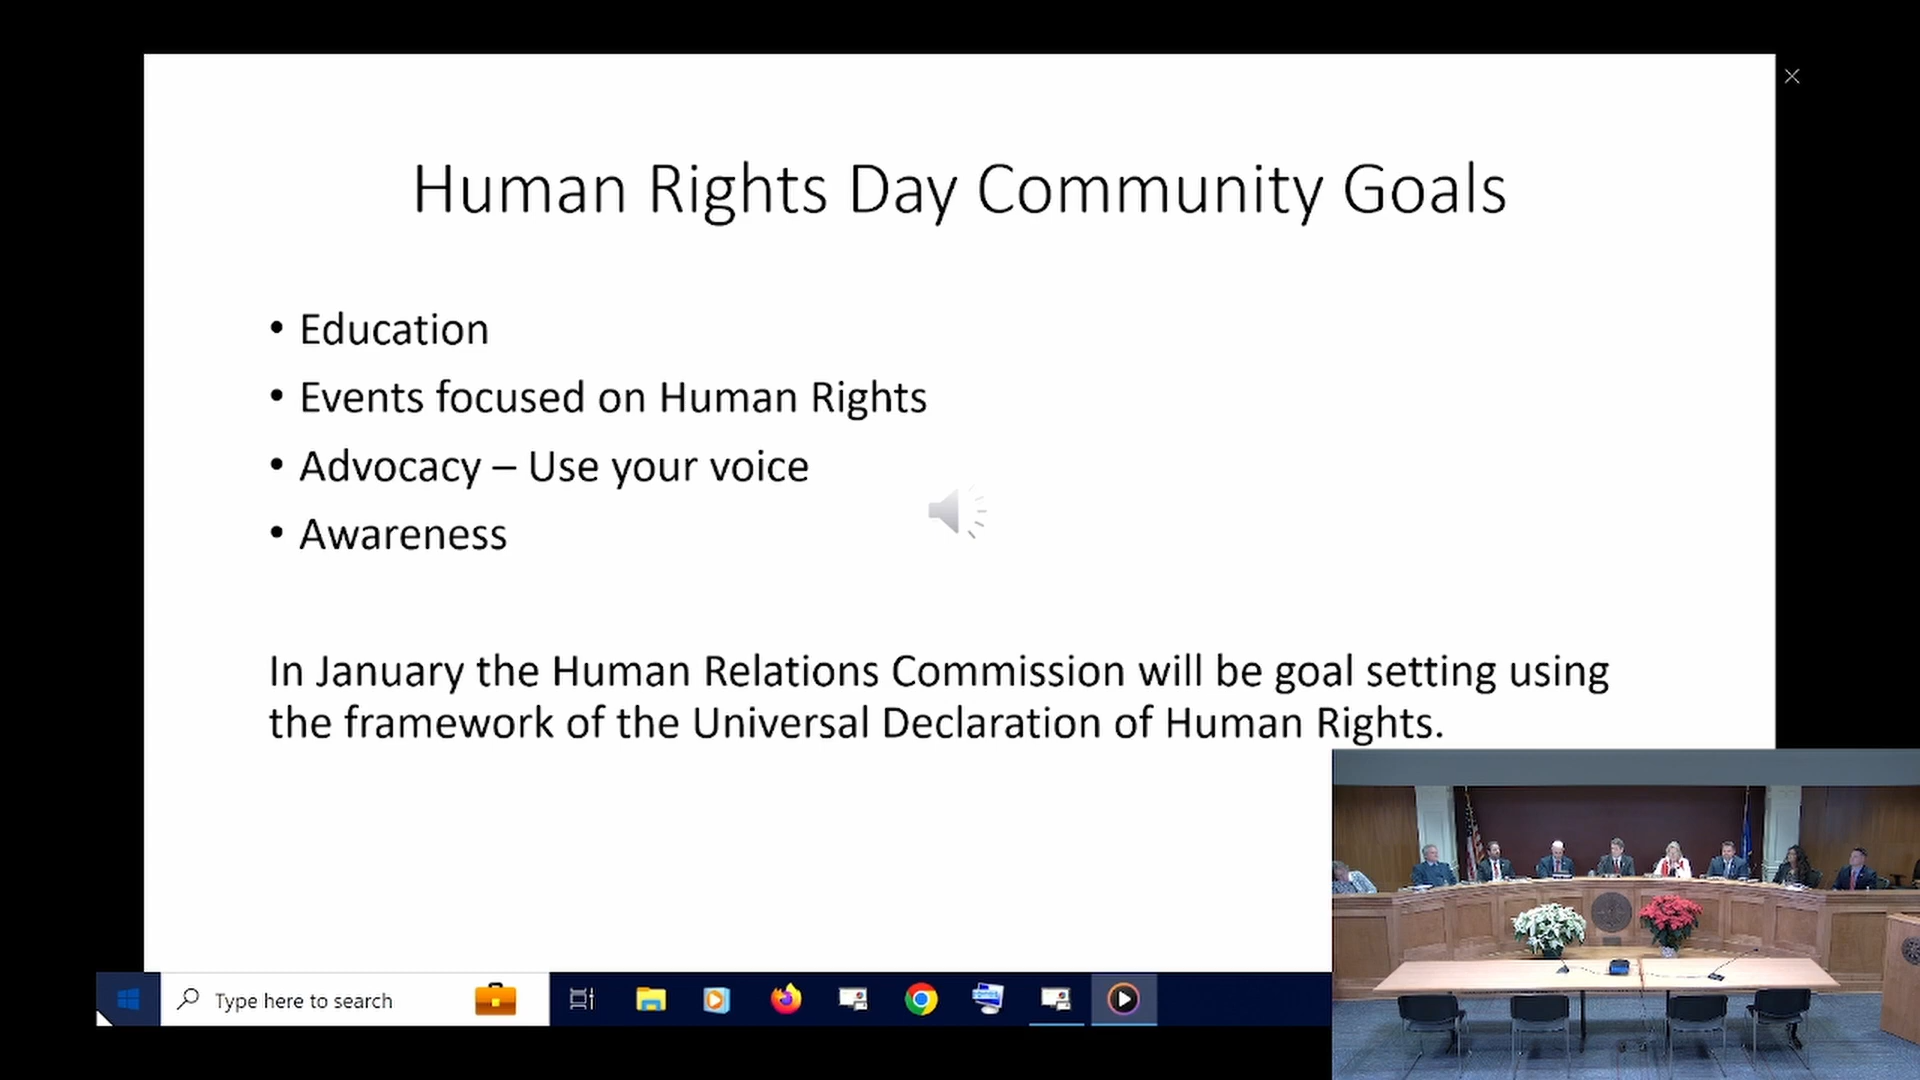 Human Rights Day Community Goals
• Education
• Events focused on Human Rights
• Advocacy – Use your voice
• Awareness
In January the Human Relations Commission will be goal setting using
the framework of the Universal Declaration of Human Rights.
Type here to search